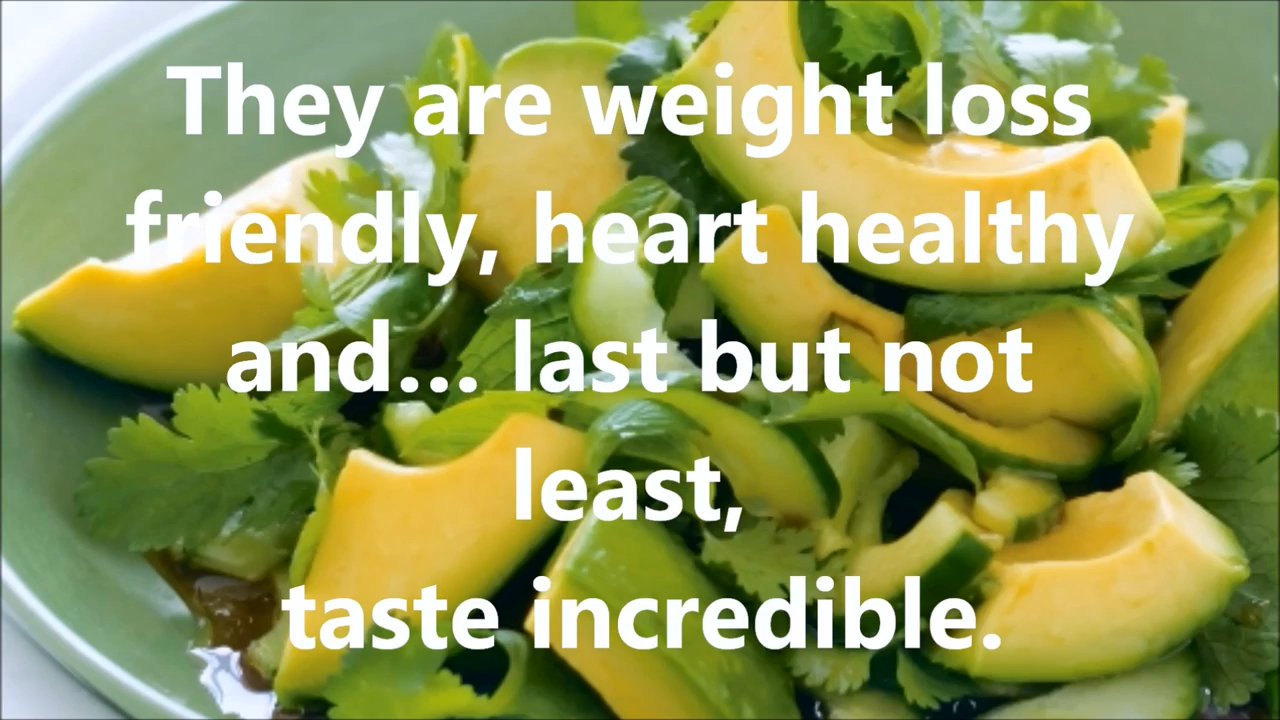 They are weight loss
friendly, heart healthy
and... last but not
least,
taste incredible.